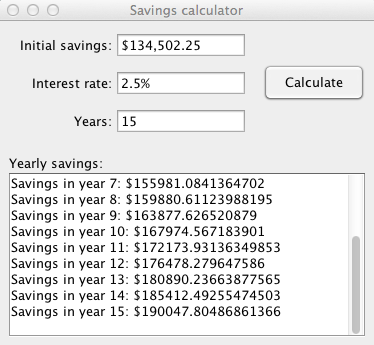 Savings calculator
Initial savings: $134,502.25
Interest rate: 2.5%
Calculate
Years: 15
Yearly savings:
Savings in year 7: $155981.0841364702
Savings in year 8: $159880.61123988195
Savings in year 9: $163877.626520879
Savings in year 10: $167974.567183901
Savings in year 11: $172173.93136349853
Savings in year 12: $176478.279647586
Savings in year 13: $180890.23663877565
Savings in year 14: $185412.49255474503
Savings in year 15: $190047.80486861366